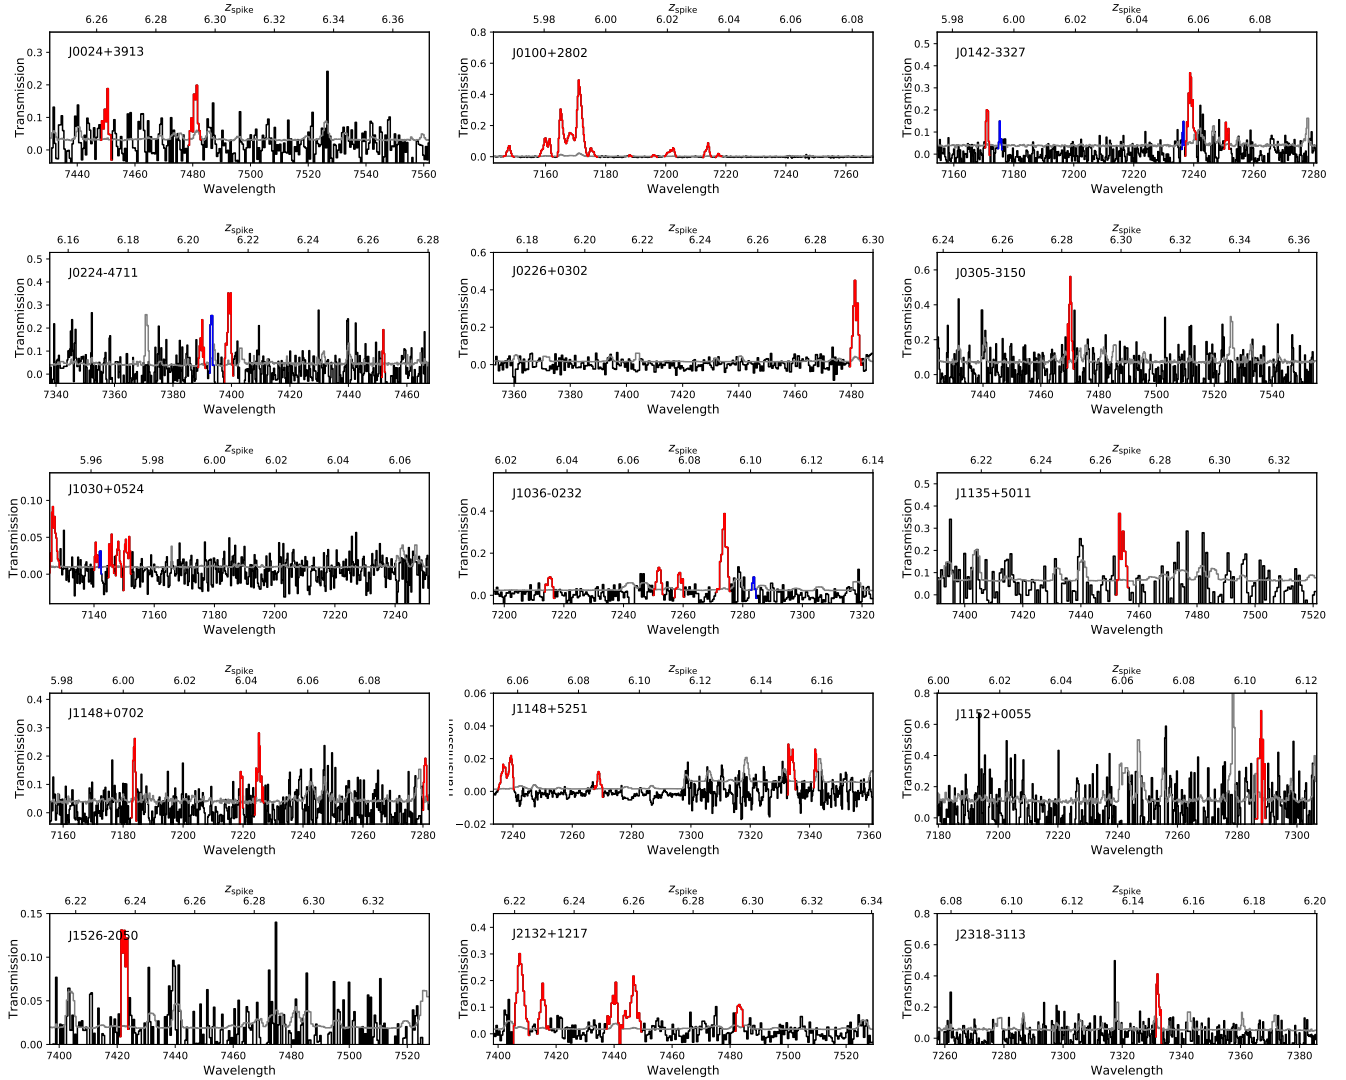 z_spike z_spike z_spike
6.26 6.28 6.30 6.32 6.34 6.36 5.98 6.00 6.02 6.04 6.06 6.08 5.98 6.00 6.02 6.04 6.06 6.08
J0024+3913 J0100+2802 J0142-3327
Transmission Transmission Transmission
0.3 0.2 0.1 0.0 0.8 0.6 0.4 0.2 0.0 0.5 0.4 0.3 0.2 0.1 0.0
7440 7460 7480 7500 7520 7540 7560 7160 7180 7200 7220 7240 7260 7160 7180 7200 7220 7240 7260 7280
Wavelength Wavelength Wavelength
z_spike z_spike z_spike
6.16 6.18 6.20 6.22 6.24 6.26 6.28 6.18 6.20 6.22 6.24 6.26 6.28 6.30 6.24 6.26 6.28 6.30 6.32 6.34 6.36
J0224-4711 J0226+0302 J0305-3150
Transmission Transmission Transmission
0.5 0.4 0.3 0.2 0.1 0.0 0.6 0.4 0.2 0.0 0.6 0.4 0.2 0.0
7340 7360 7380 7400 7420 7440 7460 7360 7380 7400 7420 7440 7460 7480 7440 7460 7480 7500 7520 7540
Wavelength Wavelength Wavelength
z_spike z_spike z_spike
5.96 5.98 6.00 6.02 6.04 6.06 6.02 6.04 6.06 6.08 6.10 6.12 6.14 6.22 6.24 6.26 6.28 6.30 6.32
J1030+0524 J1036-0232 J1135+5011
Transmission Transmission Transmission
0.10 0.05 0.00 0.4 0.2 0.0 0.5 0.4 0.3 0.2 0.1 0.0
7140 7160 7180 7200 7220 7240 7200 7220 7240 7260 7280 7300 7320 7400 7420 7440 7460 7480 7500 7520
Wavelength Wavelength Wavelength
z_spike z_spike z_spike
5.98 6.00 6.02 6.04 6.06 6.08 6.06 6.08 6.10 6.12 6.14 6.16 6.00 6.02 6.04 6.06 6.08 6.10 6.12
J1148+0702 J1148+5251 J1152+0055
Transmission Transmission Transmission
0.4 0.3 0.2 0.1 0.0 0.06 0.04 0.02 0.00 −0.02 0.8 0.6 0.4 0.2 0.0
7160 7180 7200 7220 7240 7260 7280 7240 7260 7280 7300 7320 7340 7360 7180 7200 7220 7240 7260 7280 7300
Wavelength Wavelength Wavelength
z_spike z_spike z_spike
6.22 6.24 6.26 6.28 6.30 6.32 6.22 6.24 6.26 6.28 6.30 6.32 6.34 6.08 6.10 6.12 6.14 6.16 6.18 6.20
J1526-2050 J2132+1217 J2318-3113
Transmission Transmission Transmission
0.15 0.10 0.05 0.00 0.4 0.3 0.2 0.1 0.0 0.8 0.6 0.4 0.2 0.0
7400 7420 7440 7460 7480 7500 7520 7400 7420 7440 7460 7480 7500 7520 7260 7280 7300 7320 7340 7360 7380
Wavelength Wavelength Wavelength